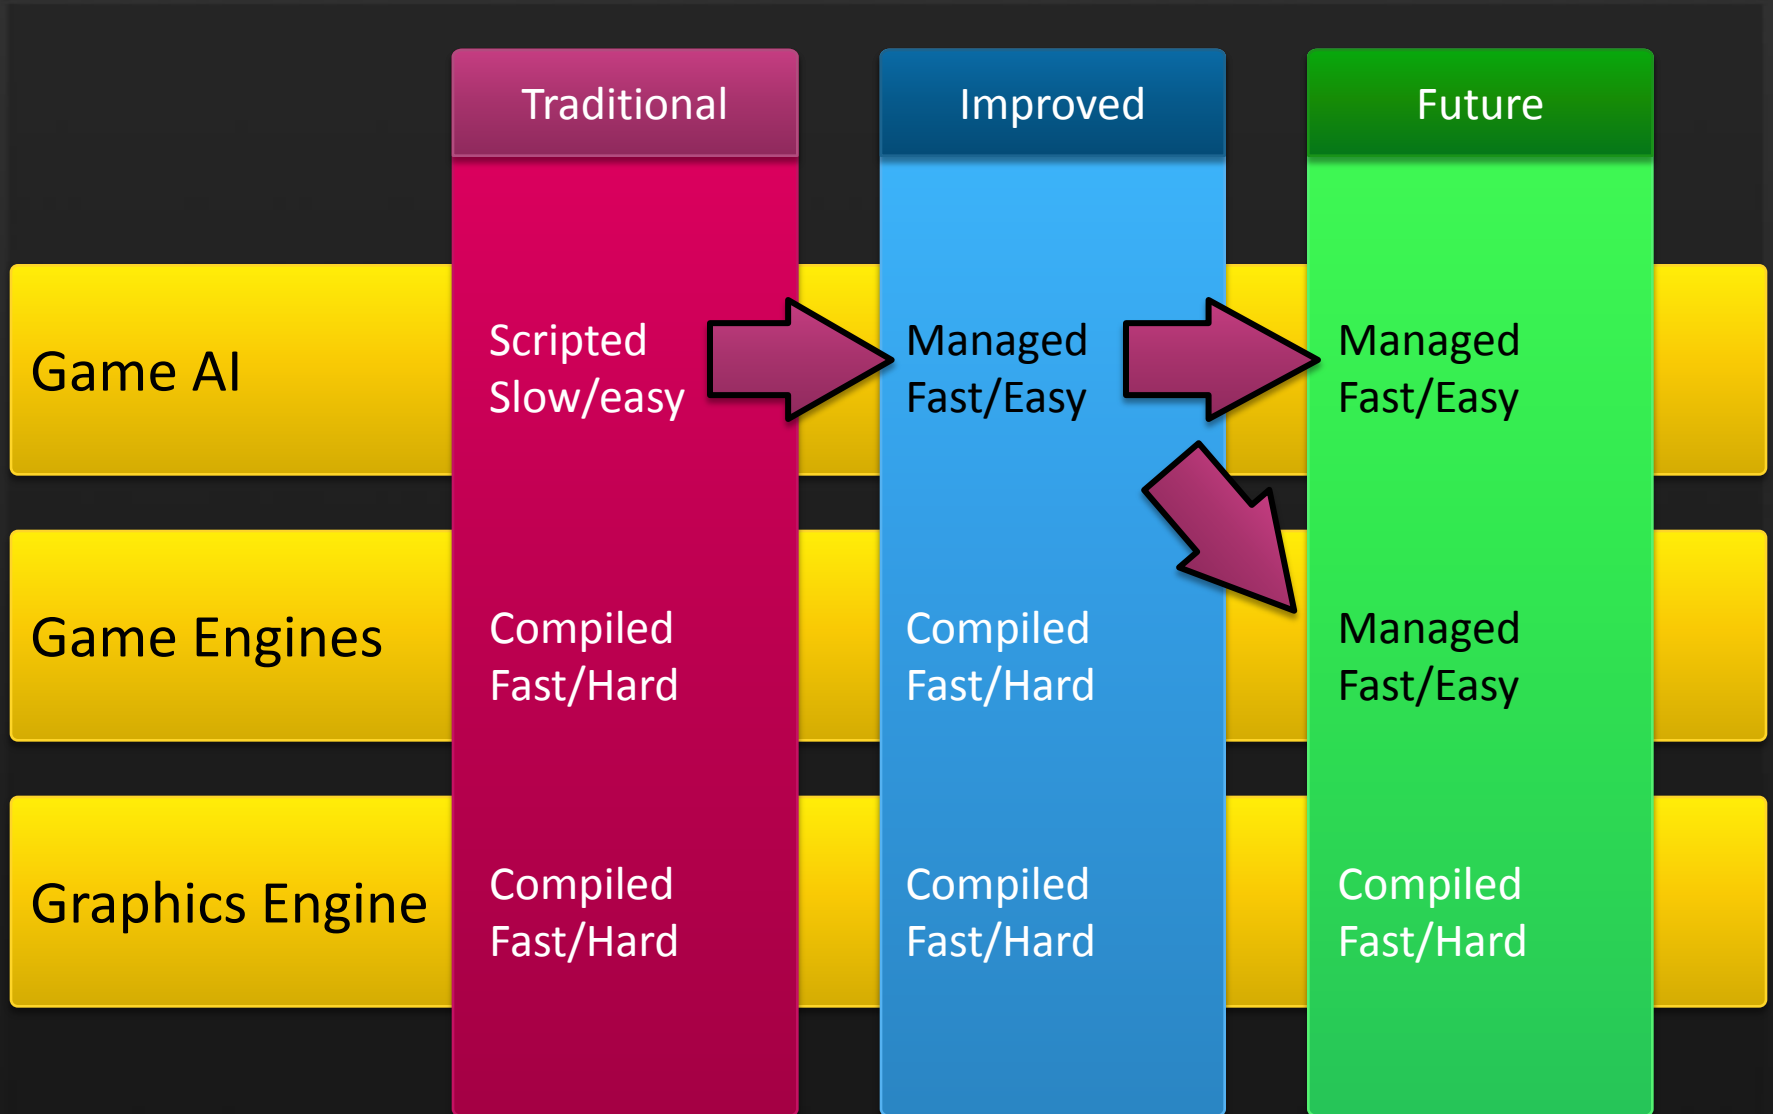 Traditional
Improved
Future
Game AI
Scripted
Slow/easy
Managed
Fast/Easy
Managed
Fast/Easy
Game Engines
Compiled
Fast/Hard
Compiled
Fast/Hard
Managed
Fast/Easy
Graphics Engine
Compiled
Fast/Hard
Compiled
Fast/Hard
Compiled
Fast/Hard